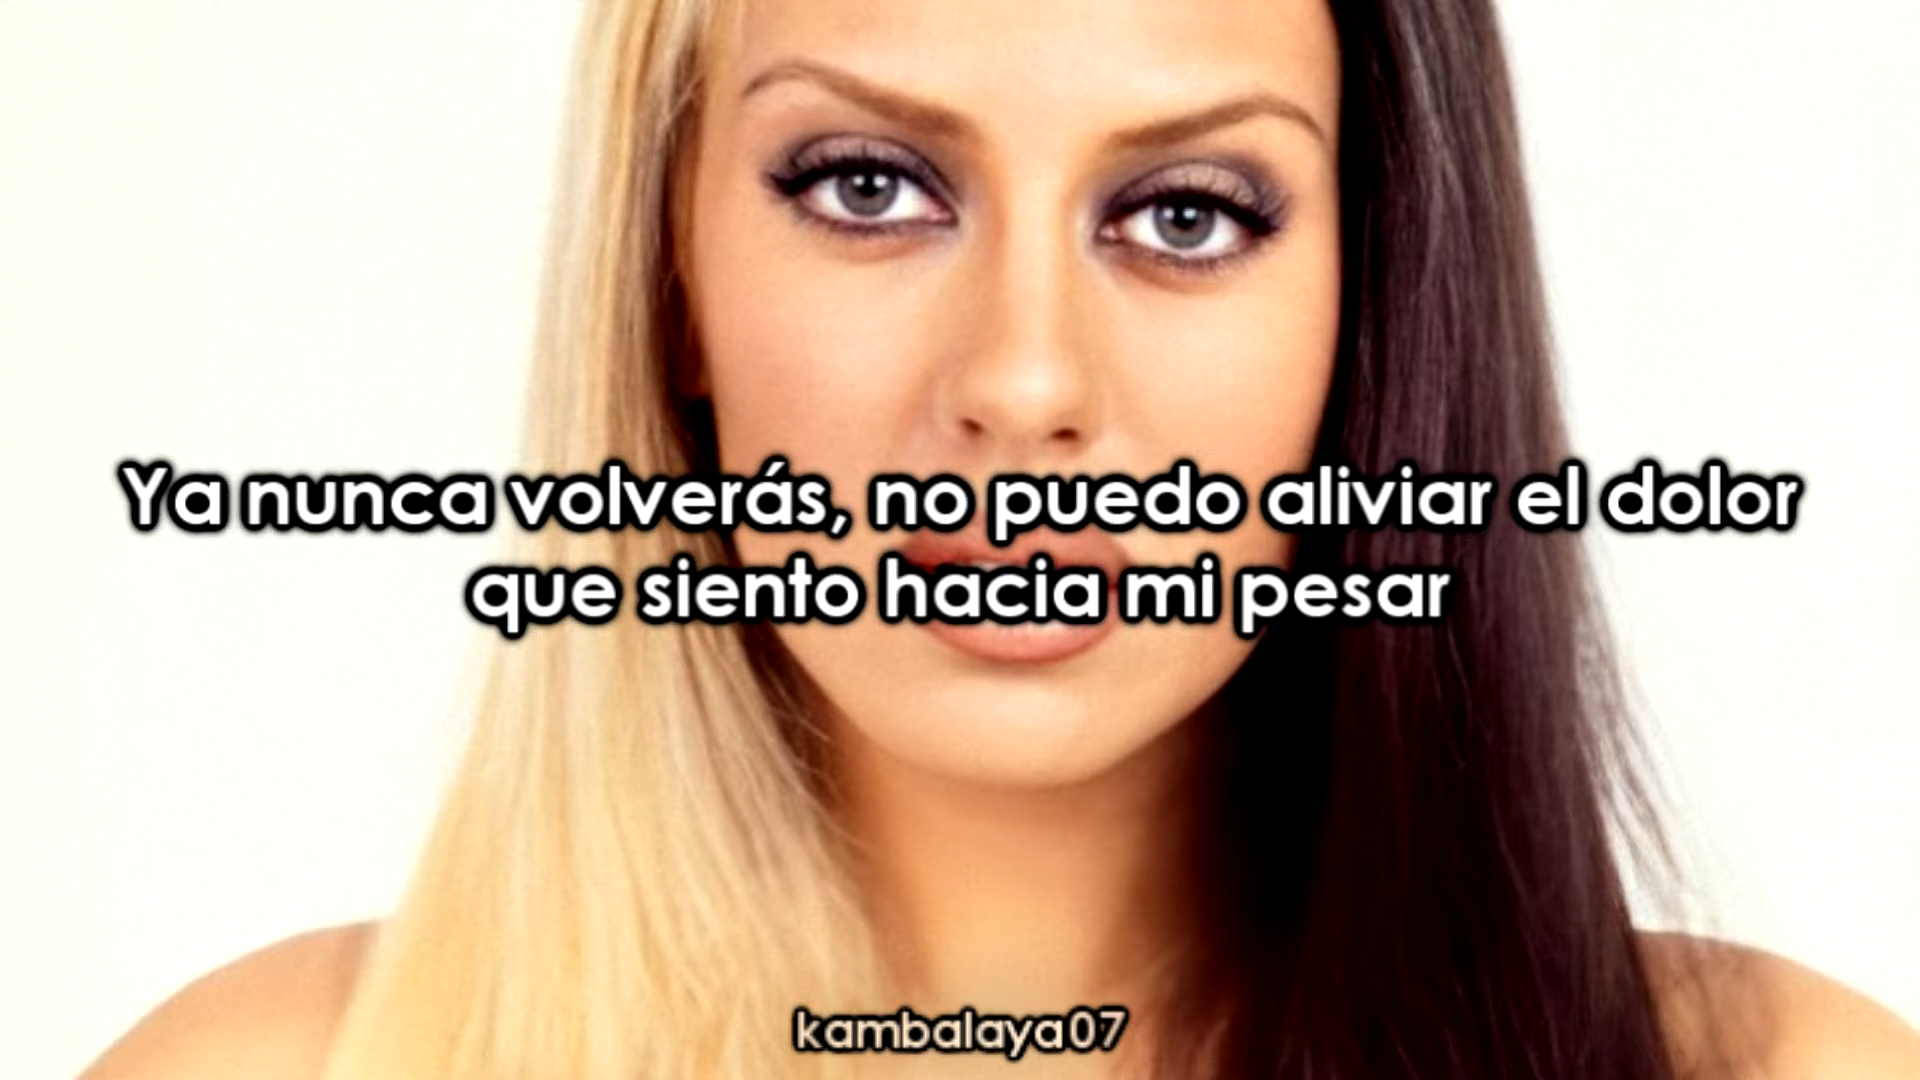 Ya nunca volverás, no puedo aliviar el dolor
que siento hacia mi pesar
kambalaya07